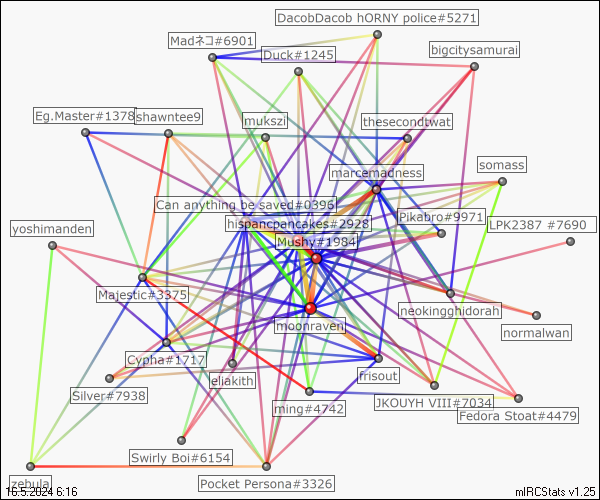 DacobDacob hORNY police#5271
Madネコ#6901
Duck#1245
bigcitysamurai
Eg.Master#1378
shawntee9
mukszi
thesecondtwat
marcemadness
somass
Can anything be saved#0396
hispancpancakes#2928
Pikabro#9971
LPK2387 #7690
yoshimanden
Mushy#1984
Majestic#3375
moonraven
neokingghidorah
normalwan
Cypha#1717
eliakith
frisout
Silver#7938
ming#4742
JKOUYH VIII#7034
Fedora Stoat#4479
Swirly Boi#6154
zebula
Pocket Persona#3326
16.5.2024 6:16
mIRCStats v1.25